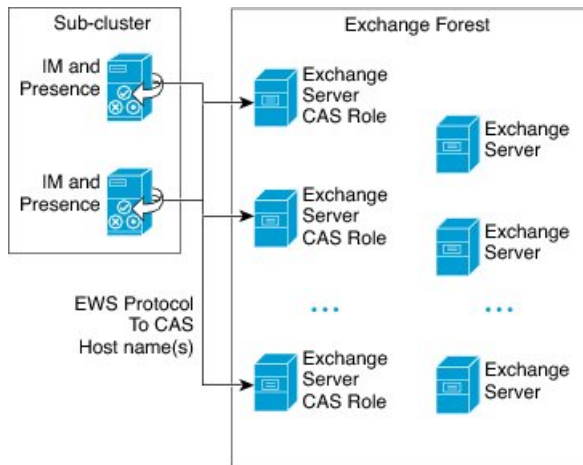 Sub-cluster
IM and
Presence
IM and
Presence
EWS Protocol
To CAS
Host name(s)
Exchange Forest
Exchange
Server
CAS Role
Exchange
Server
Exchange
Server
CAS Role
Exchange
Server
Exchange
Server
CAS Role
Exchange
Server